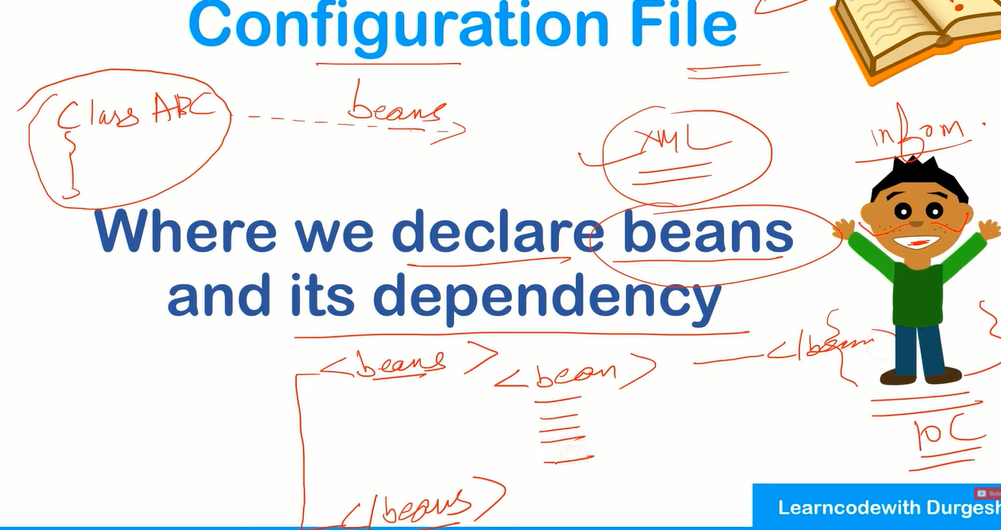 Configuration File
Class ABC
{
}
beans
XML
inform.
Where we declare beans
and its dependency
<beans>
<bean>
</bean>
{ }
IOC
</beans>
Learncodewith Durgesh